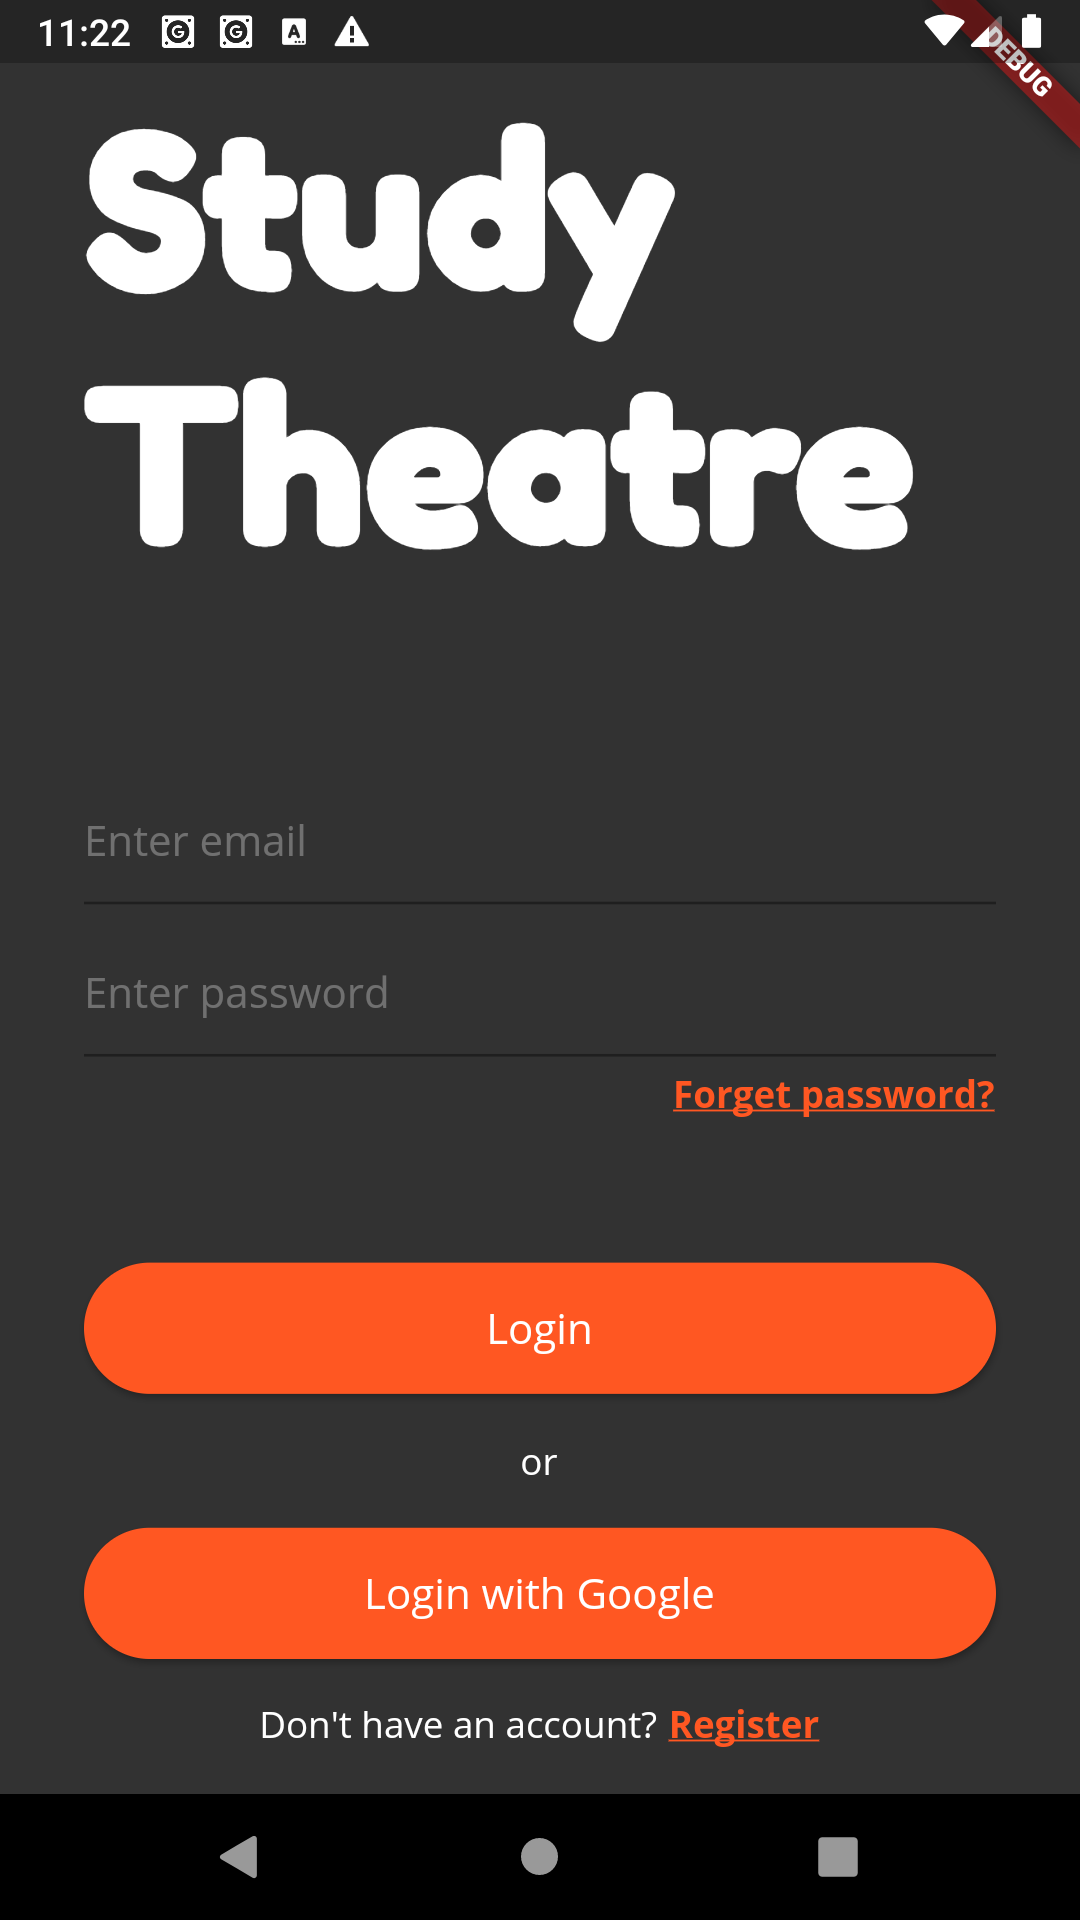 11:22
DEBUG
Study
Theatre
Enter email
Enter password
Forget password?
Login
or
Login with Google
Don't have an account? Register